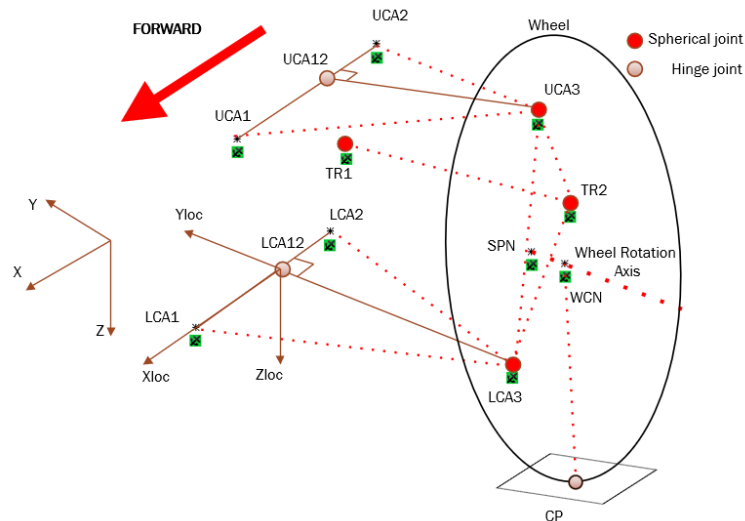 UCA2
Wheel
FORWARD
Spherical joint
UCA12
Hinge joint
UCA3
UCA1
TR1
TR2
Y
Yloc
LCA2
LCA12
SPN
Wheel Rotation
Axis
X
WCN
LCA1
Z
Xloc
Zloc
LCA3
CP